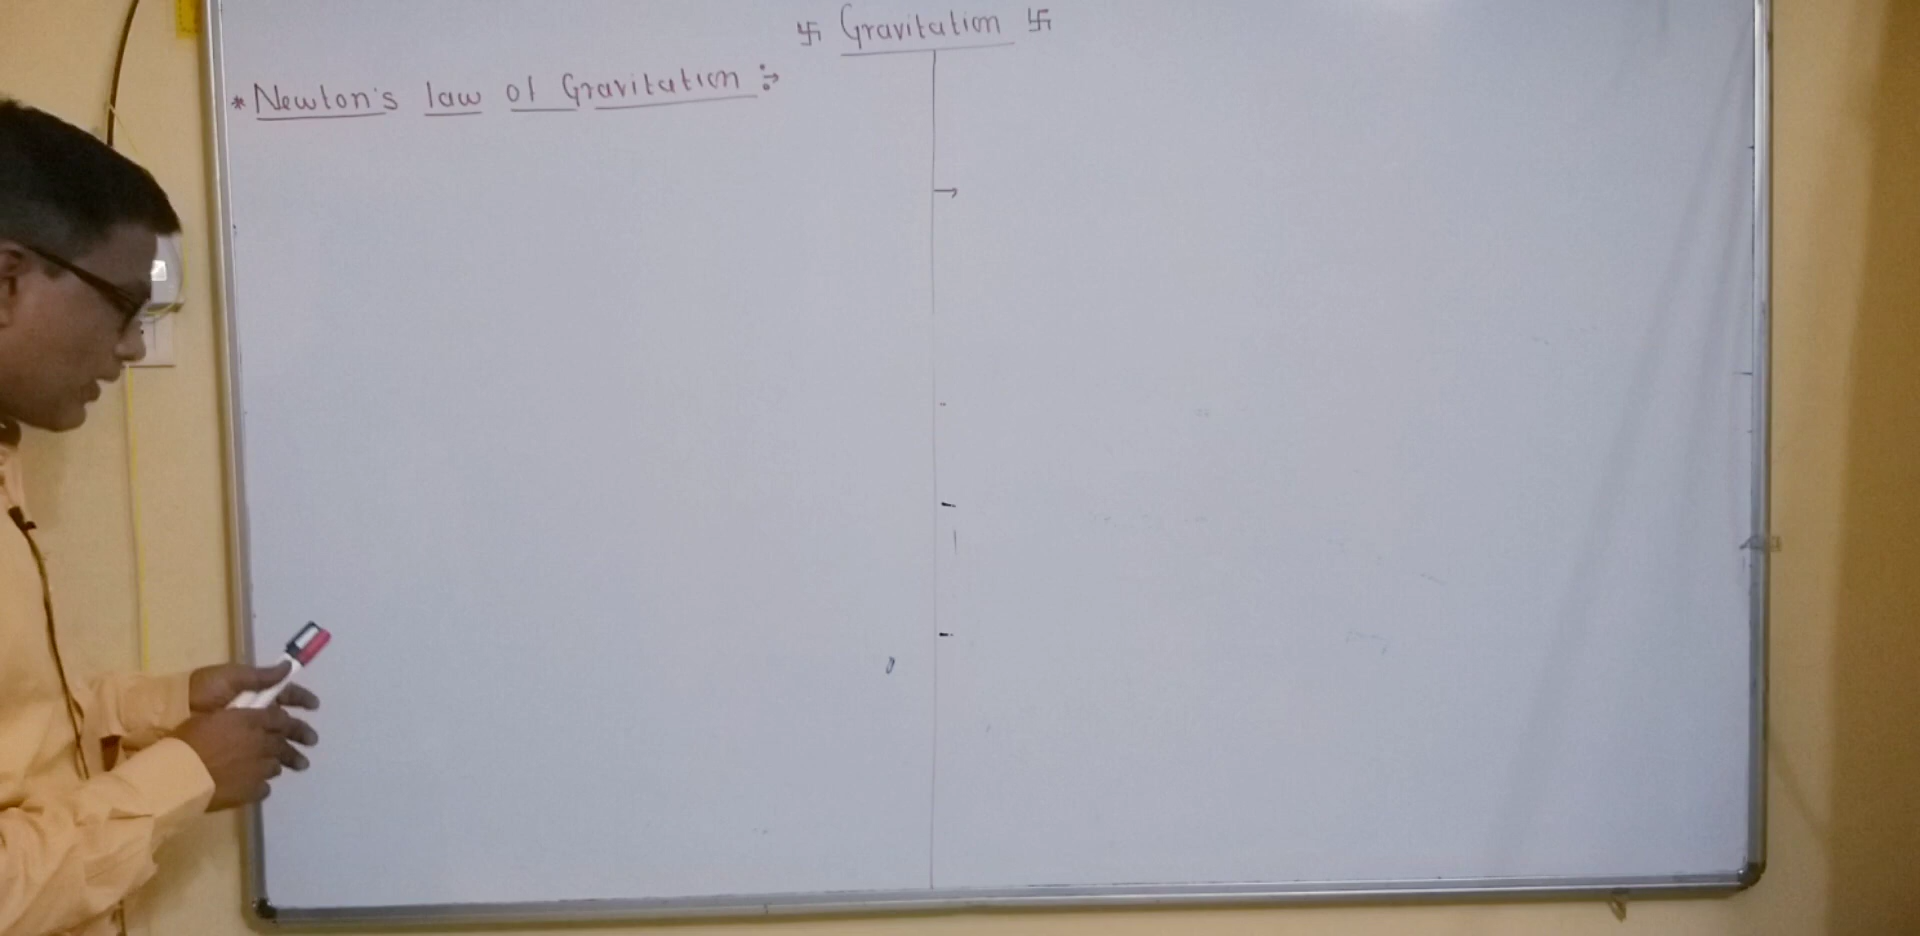 卐 Gravitation 卐
* Newton's law of Gravitation :→